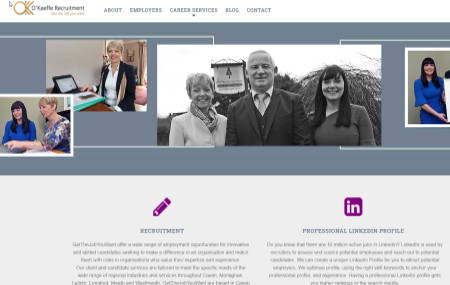 O'Keeffe Recruitment
Get the Job you want
ABOUT
EMPLOYERS
CAREER SERVICES
BLOG
CONTACT
RECRUITMENT
GetTheJobYouWant offer a wide range of employment opportunities for innovative
and skilled candidates seeking to make a difference in an organisation and match
them with roles in organisations who value their expertise and experience.
Our client and candidate services are tailored to meet the specific needs of the
wide range of regional industries and services throughout Cavan, Monaghan,
Leitrim, Longford, Meath and Westmeath. GetTheJobYouWant are based in Cavan
PROFESSIONAL LINKEDIN PROFILE
Do you know that there are 10 million active jobs in LinkedIn? LinkedIn is used by
recruiters to assess and source potential employees and reach out to potential
candidates. We can create a unique LinkedIn Profile for you to attract potential
employers. We optimise profile, using the right skill keywords to anchor your
professional profile, and experience. Having a professional LinkedIn profile gets
you higher rankings in the search results.